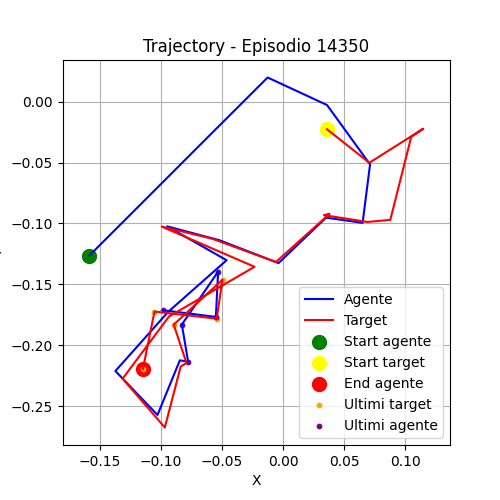 Trajectory - Episodio 14350
0.00
−0.05
−0.10
−0.15
−0.20
−0.25
Agente
Target
Start agente
Start target
End agente
Ultimi target
Ultimi agente
−0.15
−0.10
−0.05
0.00
0.05
0.10
X